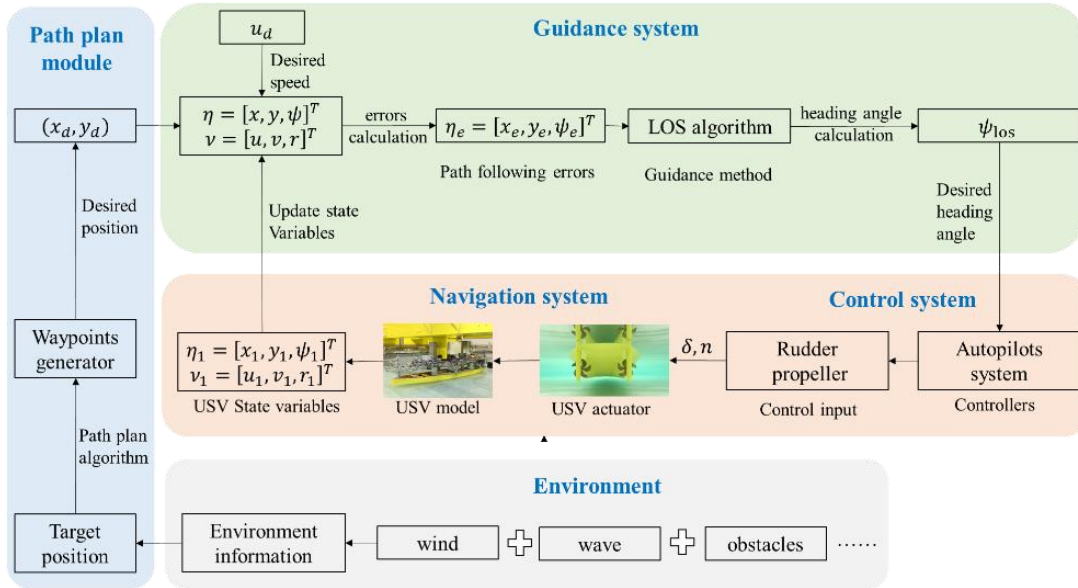 Path plan
module
(x_d, y_d)
Desired
position
Waypoints
generator
Path plan
algorithm
Target
position
Guidance system
u_d
Desired
speed
η = [x, y, ψ]^T
ν = [u, v, r]^T
errors
calculation
η_e = [x_e, y_e, ψ_e]^T
Path following errors
LOS algorithm
Guidance method
heading angle
calculation
ψ_los
Update state
Variables
Desired
heading
angle
Navigation system
Control system
η_1 = [x_1, y_1, ψ_1]^T
ν_1 = [u_1, v_1, r_1]^T
USV State variables
USV model
USV actuator
δ, n
Rudder
propeller
Control input
Autopilots
system
Controllers
Environment
Environment
information
wind
wave
obstacles
……